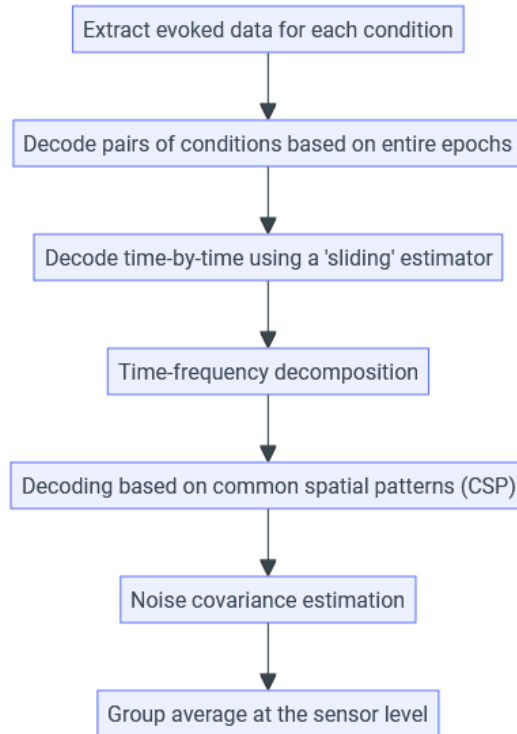 Extract evoked data for each condition
Decode pairs of conditions based on entire epochs
Decode time-by-time using a 'sliding' estimator
Time-frequency decomposition
Decoding based on common spatial patterns (CSP)
Noise covariance estimation
Group average at the sensor level